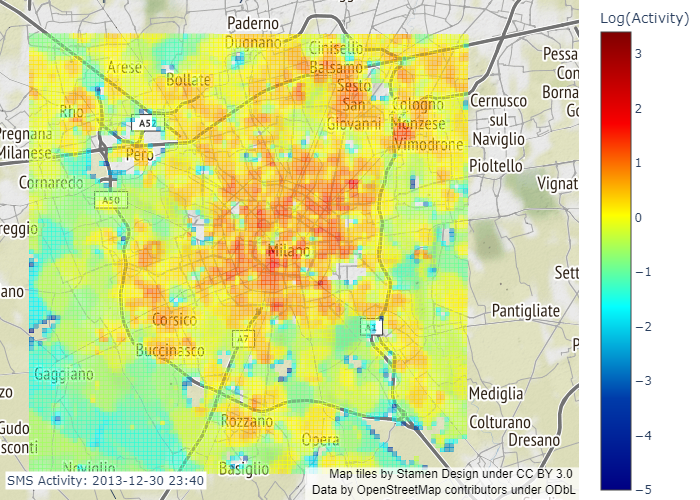 Log(Activity)
3
2
1
0
−1
−2
−3
−4
−5
Paderno
Dugnano
Cinisello
Balsamo
Arese
Bollate
Sesto
San
Giovanni
Rho
Cologno
Monzese
Vimodrone
Cernusco
sul
Naviglio
Pessa
Con
Borna
Go
A52
Pregnana
Milanese
Pero
Pioltello
Cornaredo
A50
Vignat
reggio
Milano
Sett
ano
Pantigliate
Corsico
A1
A7
Buccinasco
P
Gaggiano
zo
Mediglia
Rozzano
Colturano
Dresano
Gudo
sconti
Opera
Noviglio
Basiglio
SMS Activity: 2013-12-30 23:40
Map tiles by Stamen Design under CC BY 3.0
Data by OpenStreetMap contributors under ODbL